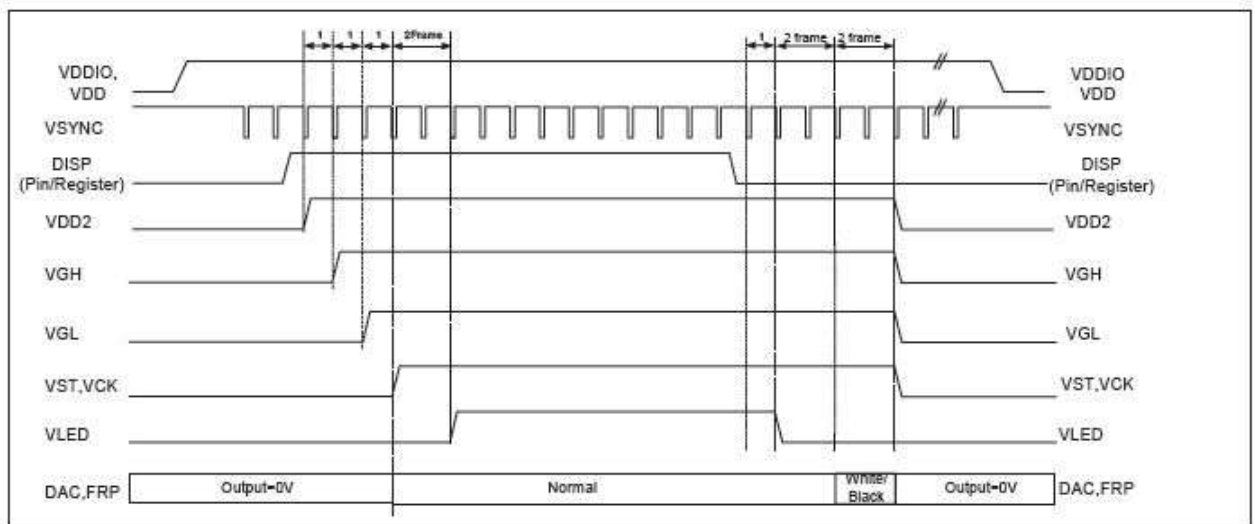 1 1 1 2Frame 1 2 frame 2 frame
VDDIO, VDDIO
VDD VDD
VSYNC VSYNC
DISP DISP
(Pin/Register) (Pin/Register)
VDD2 VDD2
VGH VGH
VGL VGL
VST,VCK VST,VCK
VLED VLED
DAC,FRP Output=0V Normal White/ Output=0V DAC,FRP
Black